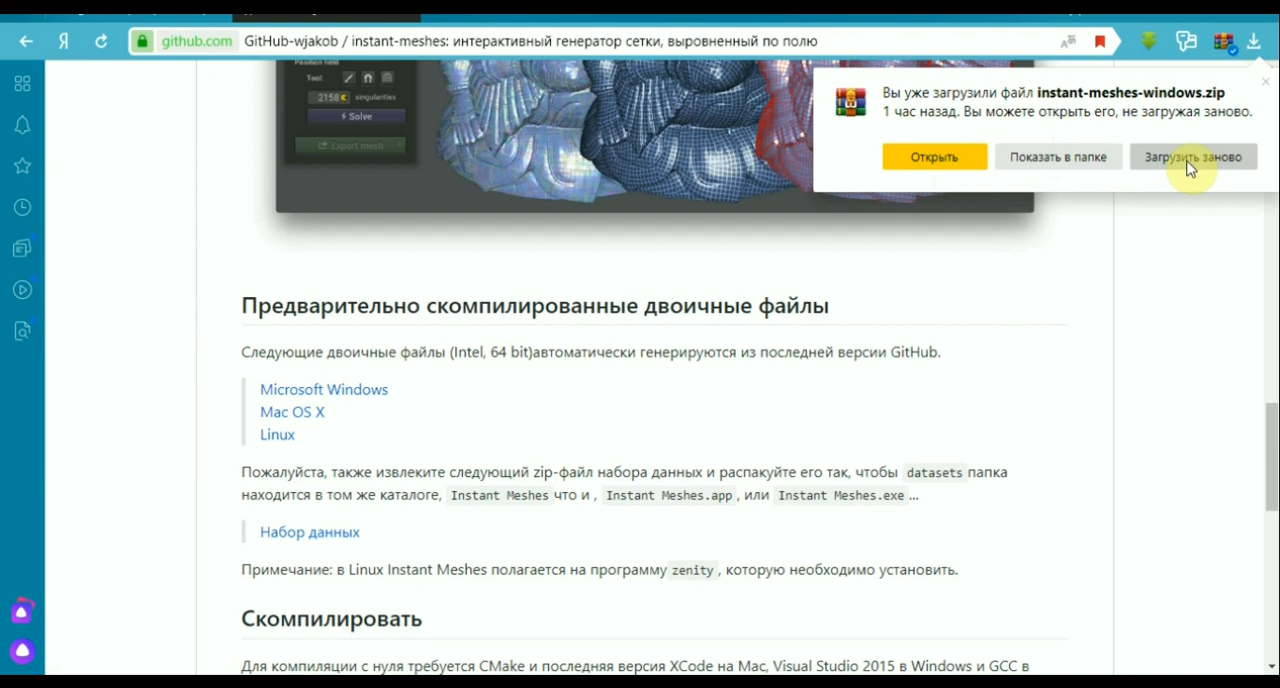 Я
github.com GitHub-wjakob / instant-meshes: интерактивный генератор сетки, выровненный по полю
Position field
Tool:
2158 singularities
Solve
Export mesh
Вы уже загрузили файл instant-meshes-windows.zip
1 час назад. Вы можете открыть его, не загружая заново.
Открыть Показать в папке Загрузить заново
Предварительно скомпилированные двоичные файлы
Следующие двоичные файлы (Intel, 64 bit)автоматически генерируются из последней версии GitHub.
Microsoft Windows
Mac OS X
Linux
Пожалуйста, также извлеките следующий zip-файл набора данных и распакуйте его так, чтобы datasets папка
находится в том же каталоге, Instant Meshes что и , Instant Meshes.app , или Instant Meshes.exe ...
Набор данных
Примечание: в Linux Instant Meshes полагается на программу zenity , которую необходимо установить.
Скомпилировать
Для компиляции с нуля требуется CMake и последняя версия XCode на Mac, Visual Studio 2015 в Windows и GCC в